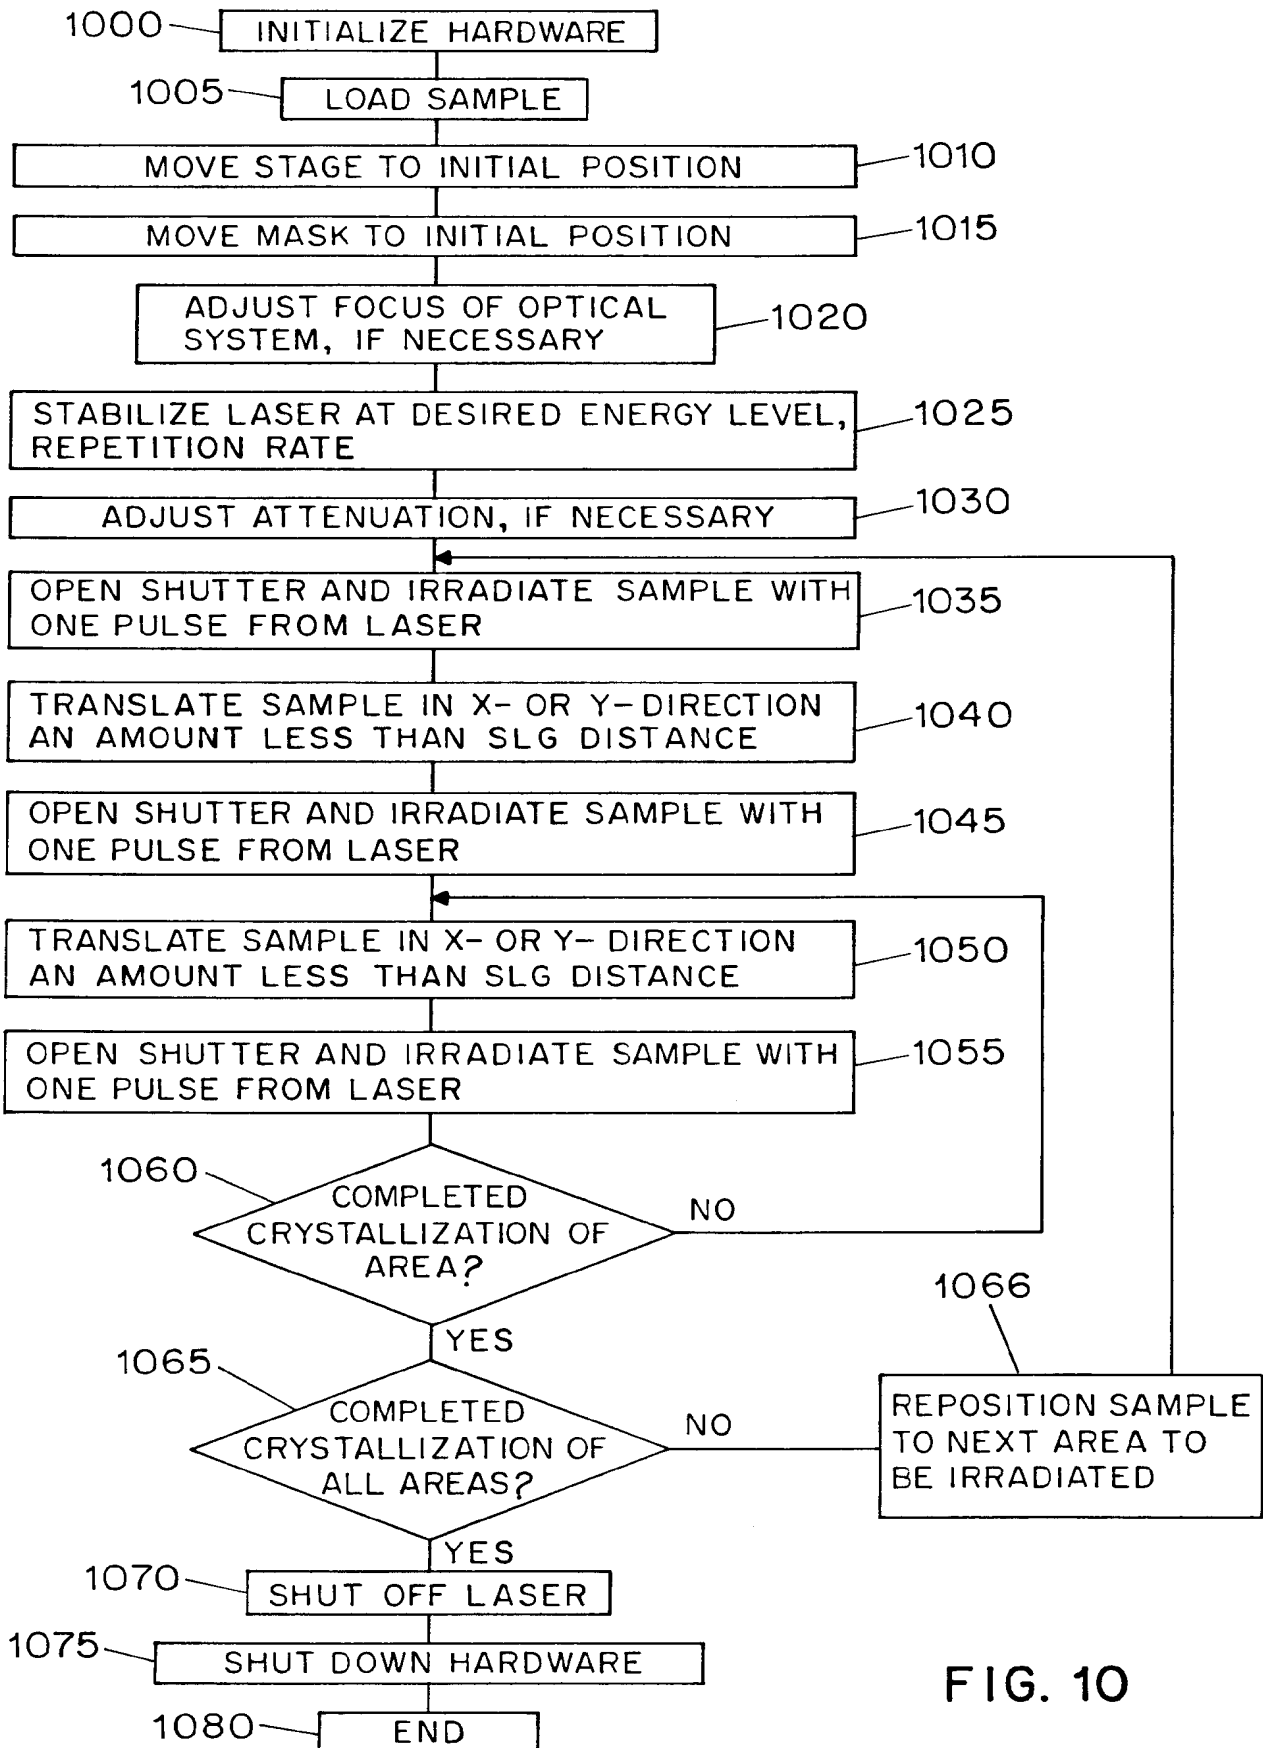 1000
INITIALIZE HARDWARE
1005
LOAD SAMPLE
MOVE STAGE TO INITIAL POSITION
1010
MOVE MASK TO INITIAL POSITION
1015
ADJUST FOCUS OF OPTICAL
SYSTEM, IF NECESSARY
1020
STABILIZE LASER AT DESIRED ENERGY LEVEL,
REPETITION RATE
1025
ADJUST ATTENUATION, IF NECESSARY
1030
OPEN SHUTTER AND IRRADIATE SAMPLE WITH
ONE PULSE FROM LASER
1035
TRANSLATE SAMPLE IN X- OR Y-DIRECTION
AN AMOUNT LESS THAN SLG DISTANCE
1040
OPEN SHUTTER AND IRRADIATE SAMPLE WITH
ONE PULSE FROM LASER
1045
TRANSLATE SAMPLE IN X- OR Y- DIRECTION
AN AMOUNT LESS THAN SLG DISTANCE
1050
OPEN SHUTTER AND IRRADIATE SAMPLE WITH
ONE PULSE FROM LASER
1055
1060
COMPLETED
CRYSTALLIZATION OF
AREA?
NO
YES
1065
COMPLETED
CRYSTALLIZATION OF
ALL AREAS?
NO
1066
REPOSITION SAMPLE
TO NEXT AREA TO
BE IRRADIATED
YES
1070
SHUT OFF LASER
1075
SHUT DOWN HARDWARE
1080
END
FIG. 10